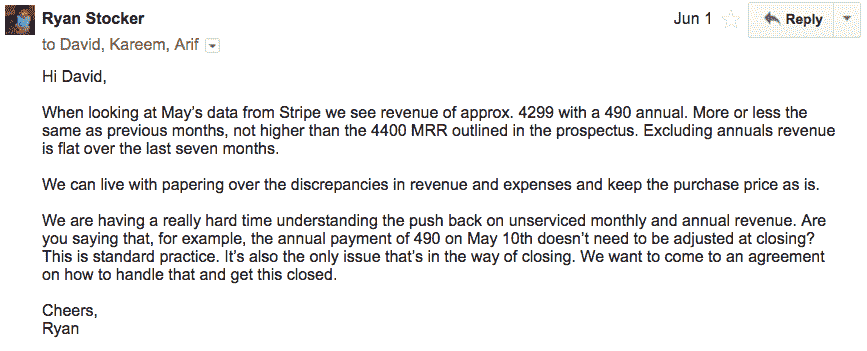 Ryan Stocker
Jun 1
Reply
to David, Kareem, Arif
Hi David,
When looking at May's data from Stripe we see revenue of approx. 4299 with a 490 annual. More or less the
same as previous months, not higher than the 4400 MRR outlined in the prospectus. Excluding annuals revenue
is flat over the last seven months.
We can live with papering over the discrepancies in revenue and expenses and keep the purchase price as is.
We are having a really hard time understanding the push back on unserviced monthly and annual revenue. Are
you saying that, for example, the annual payment of 490 on May 10th doesn't need to be adjusted at closing?
This is standard practice. It's also the only issue that's in the way of closing. We want to come to an agreement
on how to handle that and get this closed.
Cheers,
Ryan